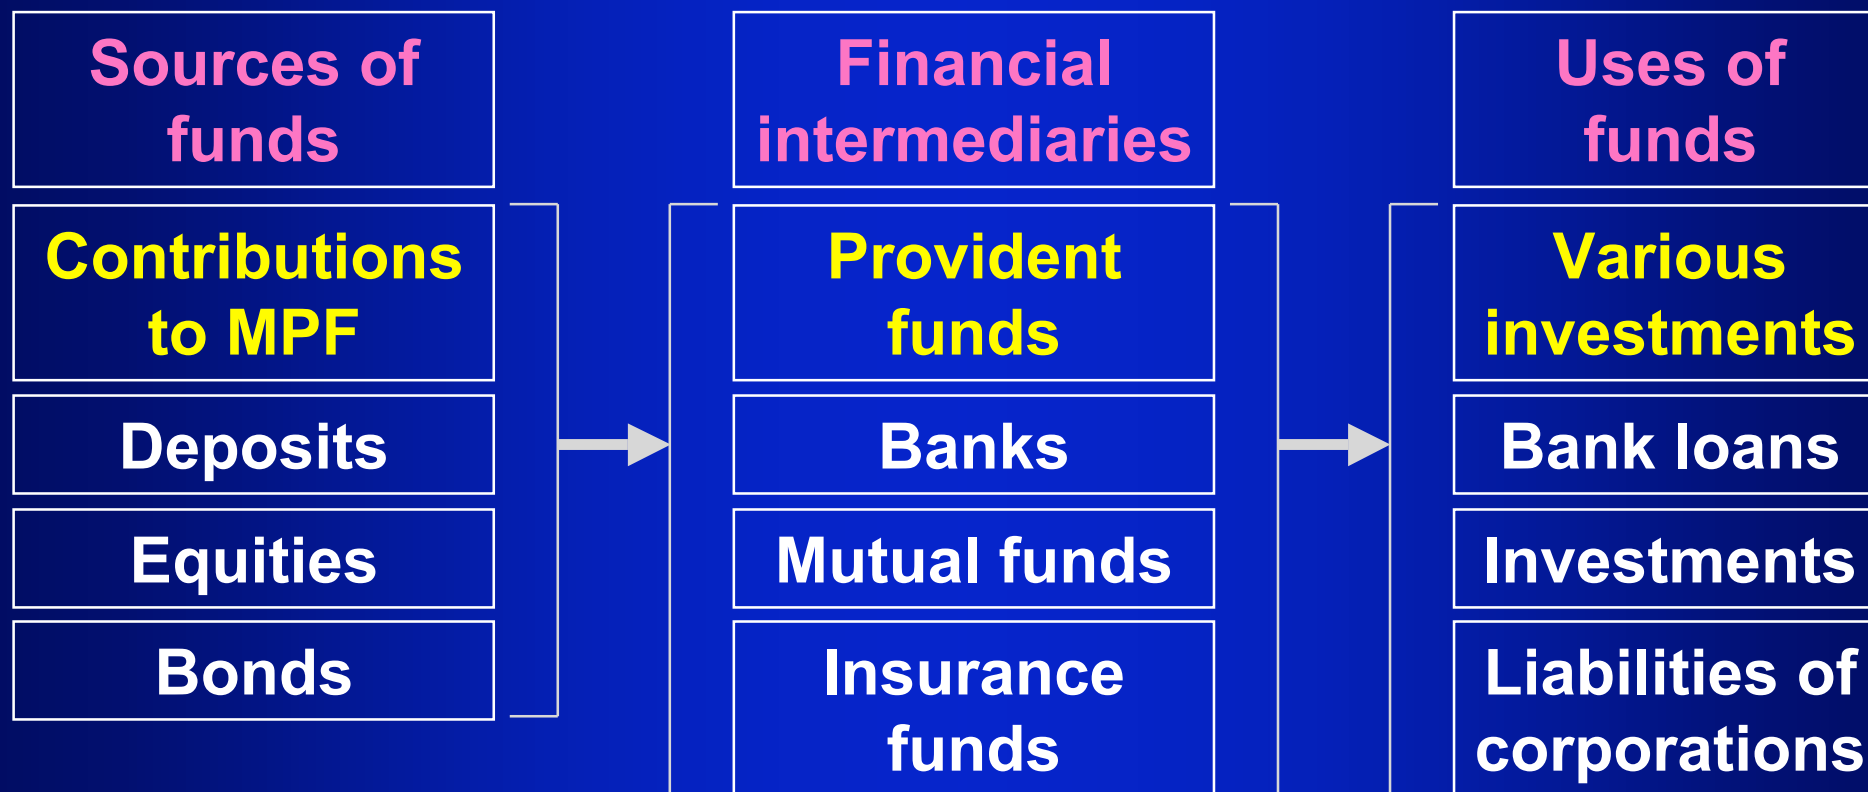 Sources of
funds
Contributions
to MPF
Deposits
Equities
Bonds
Financial
intermediaries
Provident
funds
Banks
Mutual funds
Insurance
funds
Uses of
funds
Various
investments
Bank loans
Investments
Liabilities of
corporations